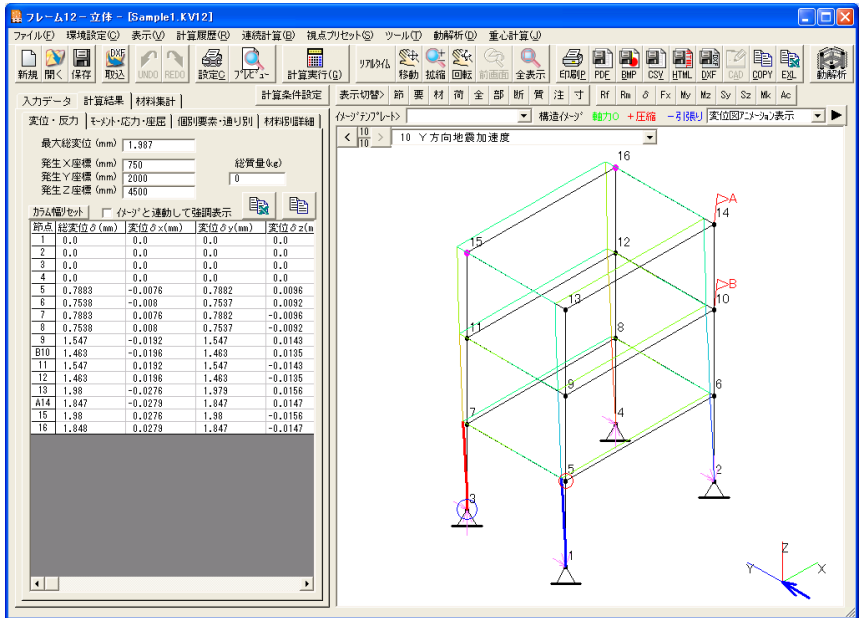 フレーム12 - 立体 - [Sample1.KV12]
ファイル(F) 環境設定(C) 表示(V) 計算履歴(R) 連続計算(B) 視点プリセット(S) ツール(T) 動解析(D) 重心計算(J)
新規 開く 保存 DXF 取込 UNDO REDO 設定C プレビュー 計算実行(G) リアルタイム 移動 拡縮 回転 前画面 全表示 印刷P PDF BMP CSV HTML DXF CAD COPY EXL 動解析
入力データ 計算結果 材料集計 計算条件設定 表示切替> 節 要 材 荷 全 部 断 質 注 寸 Rf Rm δ Fx My Mz Sy Sz Mk Ac
変位・反力 モーメント・応力・座屈 個別要素・通り別 材料別詳細 イメージテンプレート> 構造イメージ 軸力○ +圧縮 -引張り 変位図アニメーション表示
最大総変位 (mm) 1.987
発生X座標 (mm) 750 総質量(kg)
発生Y座標 (mm) 2000 0
発生Z座標 (mm) 4500
カラム幅リセット イメージと連動して強調表示
節点 総変位δ(mm) 変位δx(mm) 変位δy(mm) 変位δz(m
1 0.0 0.0 0.0 0.0
2 0.0 0.0 0.0 0.0
3 0.0 0.0 0.0 0.0
4 0.0 0.0 0.0 0.0
5 0.7883 -0.0076 0.7882 0.0096
6 0.7538 -0.008 0.7537 0.0092
7 0.7883 0.0076 0.7882 -0.0096
8 0.7538 0.008 0.7537 -0.0092
9 1.547 -0.0192 1.547 0.0143
B10 1.463 -0.0196 1.463 0.0135
11 1.547 0.0192 1.547 -0.0143
12 1.463 0.0196 1.463 -0.0135
13 1.98 -0.0276 1.979 0.0156
A14 1.847 -0.0279 1.847 0.0147
15 1.98 0.0276 1.98 -0.0156
16 1.848 0.0279 1.847 -0.0147
10
10
10 Y方向地震加速度
16
A
14
15
12
B
13
10
11
8
9
6
7
4
5
2
3
1
Z
Y
X